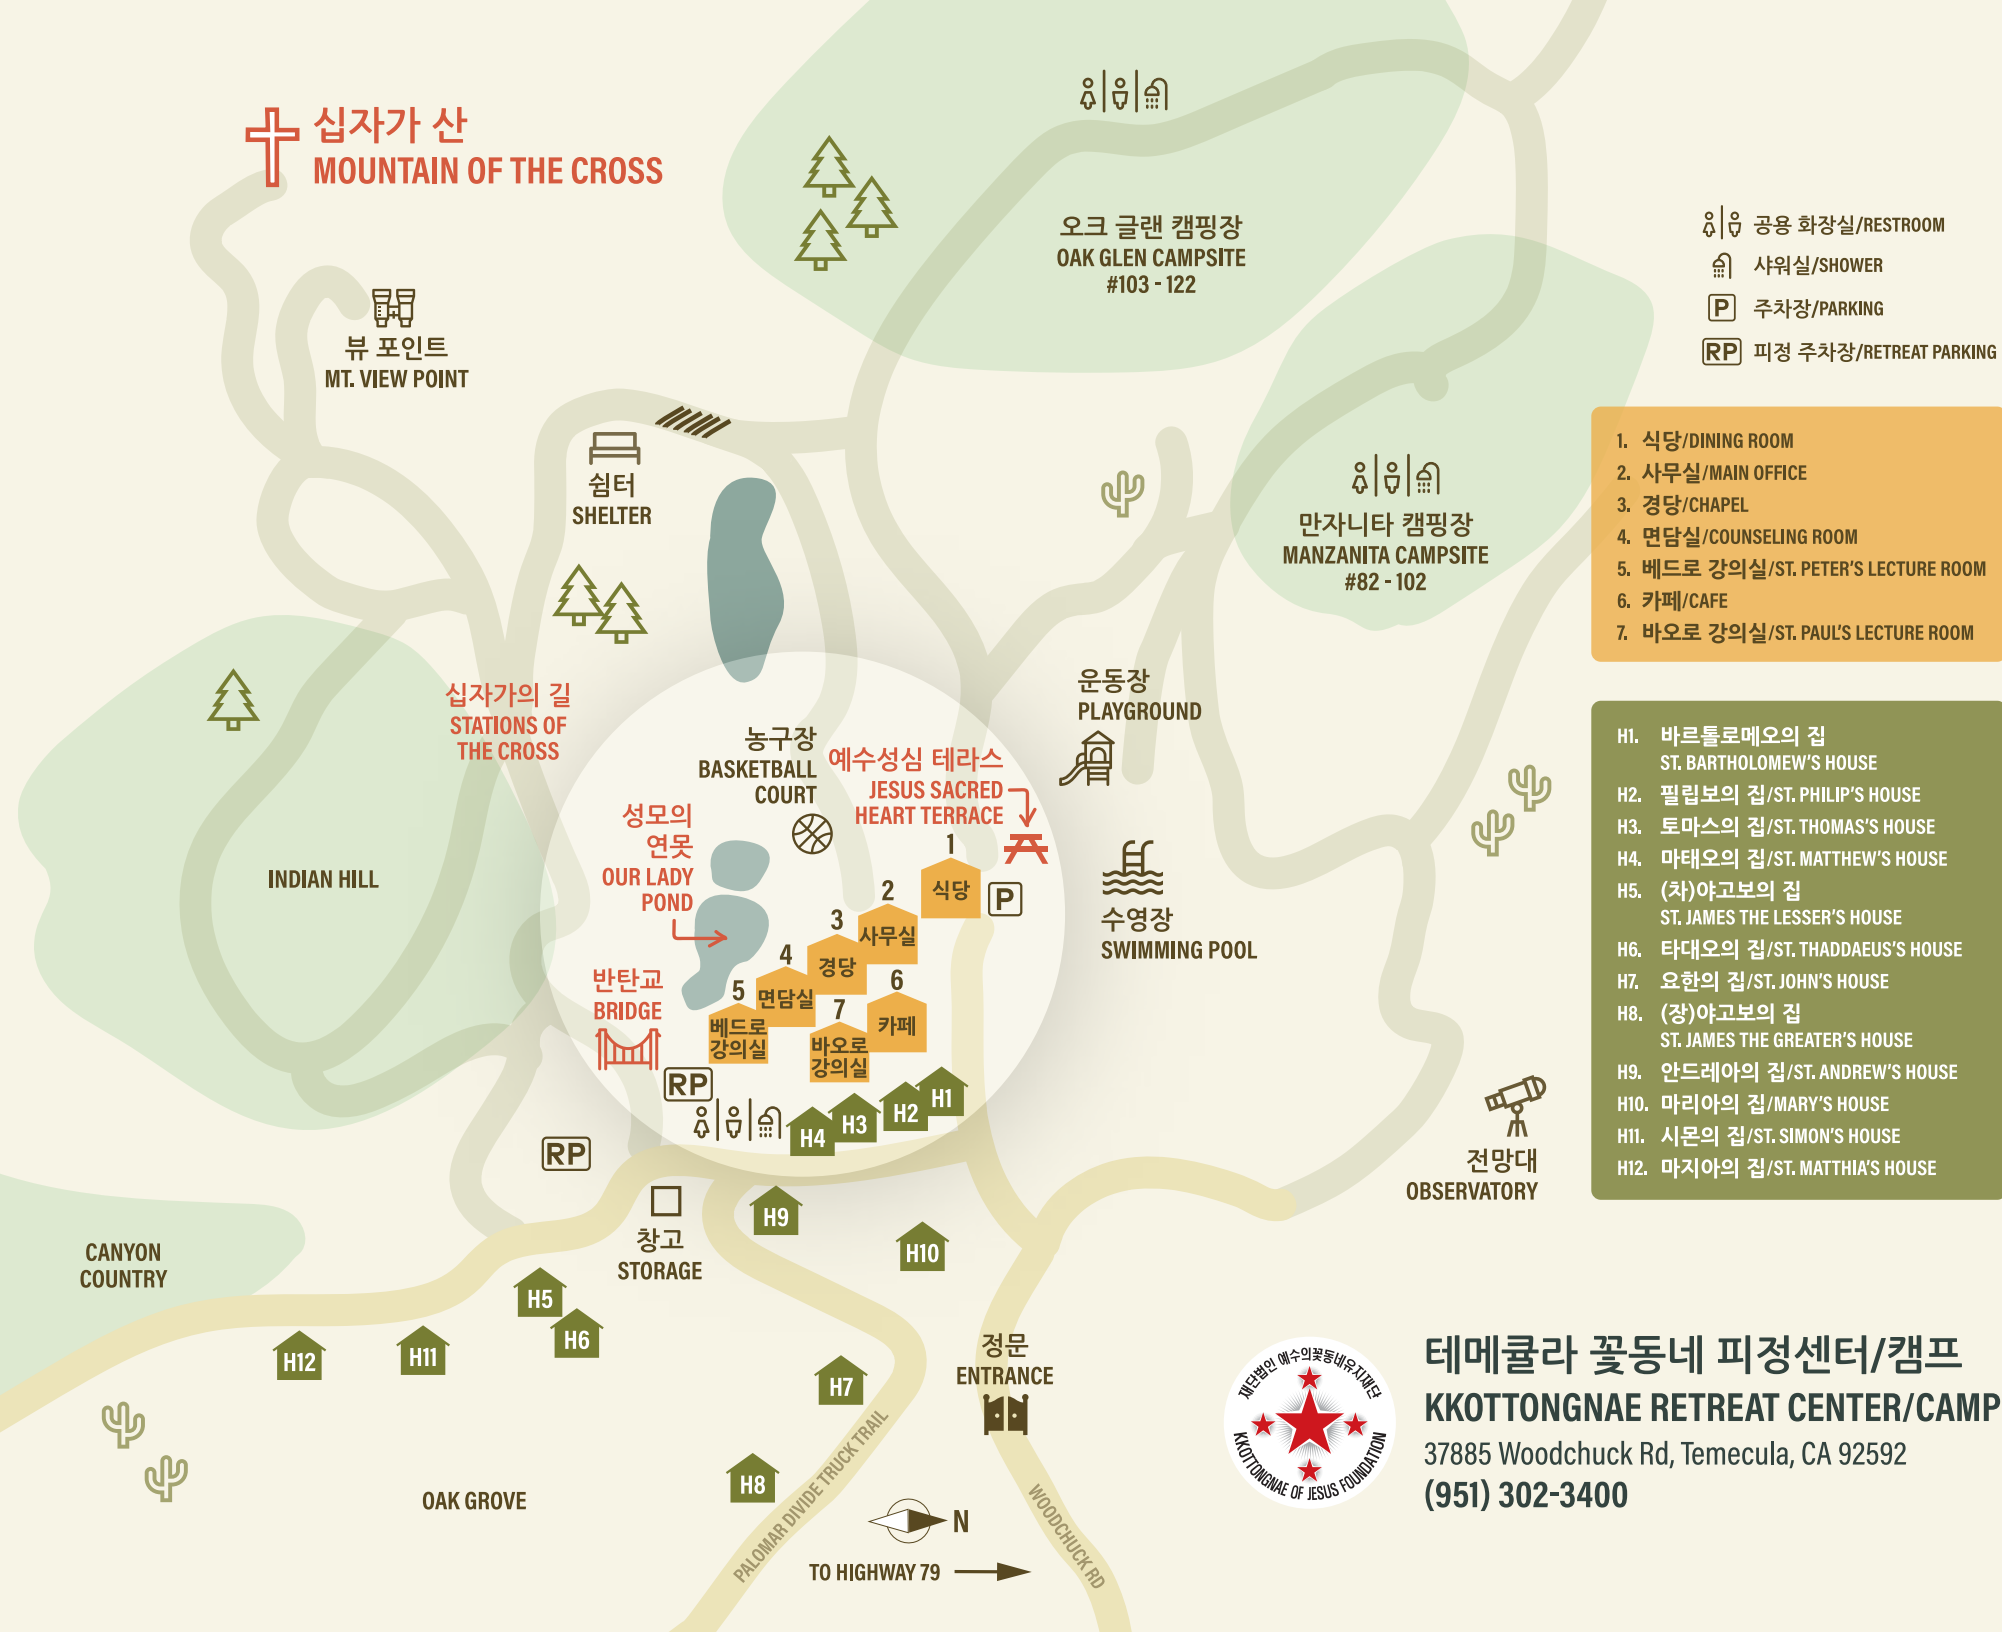 십자가 산
MOUNTAIN OF THE CROSS
뷰 포인트
MT. VIEW POINT
오크 글랜 캠핑장
OAK GLEN CAMPSITE
#103 - 122
공용 화장실/RESTROOM
샤워실/SHOWER
P 주차장/PARKING
RP 피정 주차장/RETREAT PARKING
쉼터
SHELTER
만자니타 캠핑장
MANZANITA CAMPSITE
#82 - 102
1. 식당/DINING ROOM
2. 사무실/MAIN OFFICE
3. 경당/CHAPEL
4. 면담실/COUNSELING ROOM
5. 베드로 강의실/ST. PETER'S LECTURE ROOM
6. 카페/CAFE
7. 바오로 강의실/ST. PAUL'S LECTURE ROOM
십자가의 길
STATIONS OF
THE CROSS
운동장
PLAYGROUND
농구장
BASKETBALL
COURT
예수성심 테라스
JESUS SACRED
HEART TERRACE
성모의
연못
OUR LADY
POND
INDIAN HILL
1
식당
P
2
사무실
3
경당
4
면담실
5
베드로
강의실
6
카페
7
바오로
강의실
수영장
SWIMMING POOL
반탄교
BRIDGE
RP
RP
H1
H2
H3
H4
H1. 바르톨로메오의 집
ST. BARTHOLOMEW'S HOUSE
H2. 필립보의 집/ST. PHILIP'S HOUSE
H3. 토마스의 집/ST. THOMAS'S HOUSE
H4. 마태오의 집/ST. MATTHEW'S HOUSE
H5. (차)야고보의 집
ST. JAMES THE LESSER'S HOUSE
H6. 타대오의 집/ST. THADDAEUS'S HOUSE
H7. 요한의 집/ST. JOHN'S HOUSE
H8. (장)야고보의 집
ST. JAMES THE GREATER'S HOUSE
H9. 안드레아의 집/ST. ANDREW'S HOUSE
H10. 마리아의 집/MARY'S HOUSE
H11. 시몬의 집/ST. SIMON'S HOUSE
H12. 마지아의 집/ST. MATTHIA'S HOUSE
전망대
OBSERVATORY
창고
STORAGE
H9
H10
CANYON
COUNTRY
H5
H6
H12
H11
H7
H8
정문
ENTRANCE
OAK GROVE
PALOMAR DIVIDE TRUCK TRAIL
WOODCHUCK RD
N
TO HIGHWAY 79
재단법인 예수의꽃동네유지재단
KKOTTONGNAE OF JESUS FOUNDATION
테메큘라 꽃동네 피정센터/캠프
KKOTTONGNAE RETREAT CENTER/CAMP
37885 Woodchuck Rd, Temecula, CA 92592
(951) 302-3400